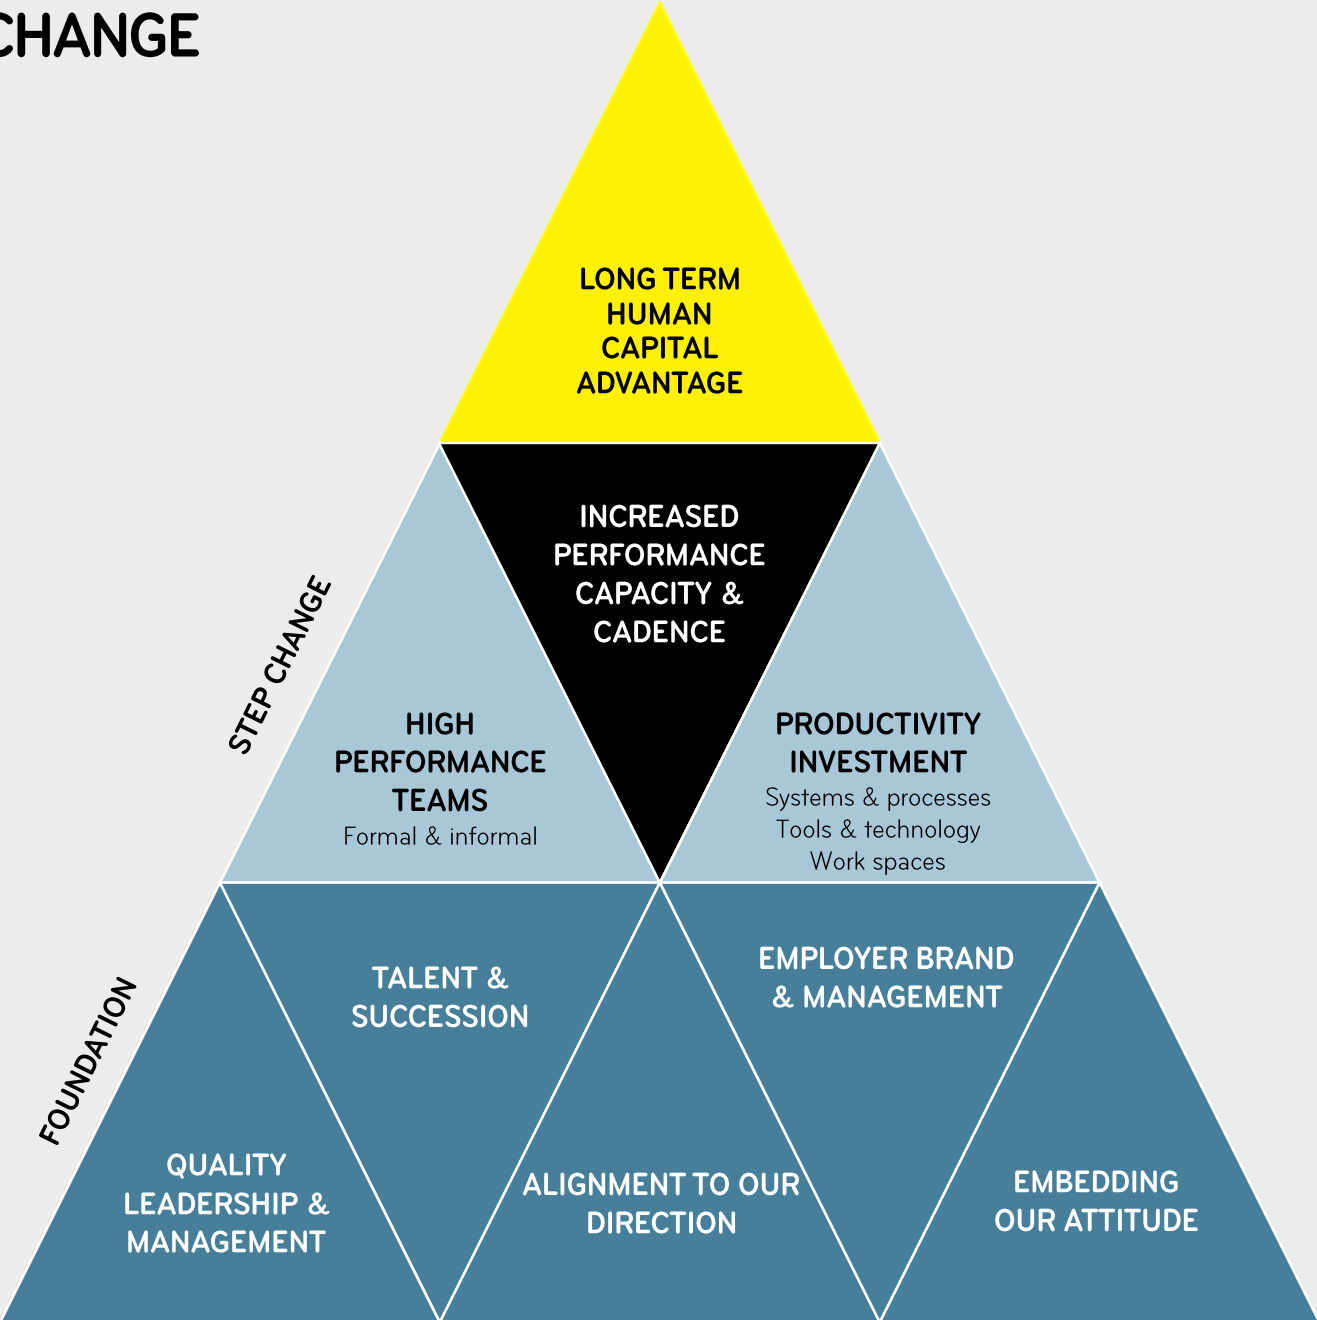 CHANGE
LONG TERM
HUMAN
CAPITAL
ADVANTAGE
INCREASED
PERFORMANCE
CAPACITY &
CADENCE
STEP CHANGE
HIGH
PERFORMANCE
TEAMS
Formal & informal
PRODUCTIVITY
INVESTMENT
Systems & processes
Tools & technology
Work spaces
FOUNDATION
TALENT &
SUCCESSION
EMPLOYER BRAND
& MANAGEMENT
QUALITY
LEADERSHIP &
MANAGEMENT
ALIGNMENT TO OUR
DIRECTION
EMBEDDING
OUR ATTITUDE